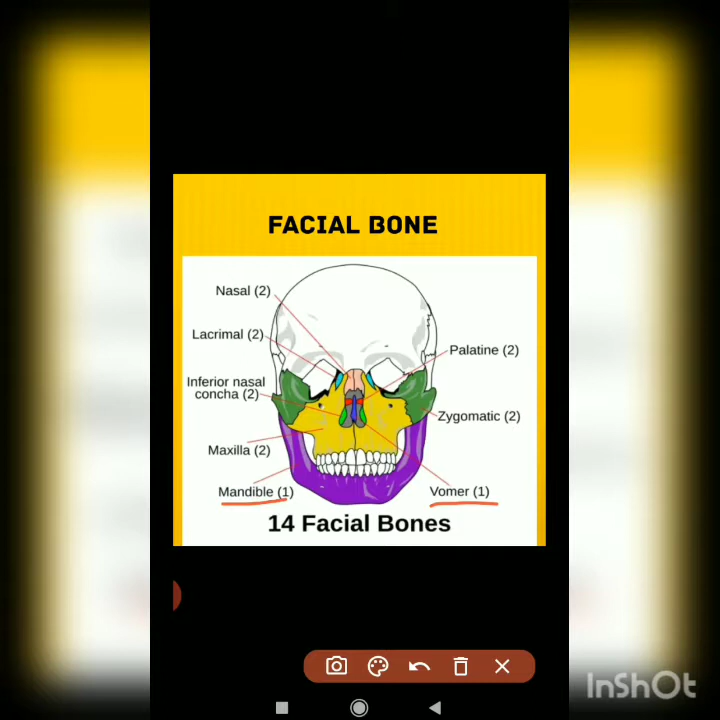 FACIAL BONE
Nasal (2)
Lacrimal (2)
Palatine (2)
Inferior nasal
concha (2)
Zygomatic (2)
Maxilla (2)
Mandible (1)
Vomer (1)
14 Facial Bones
InShOt